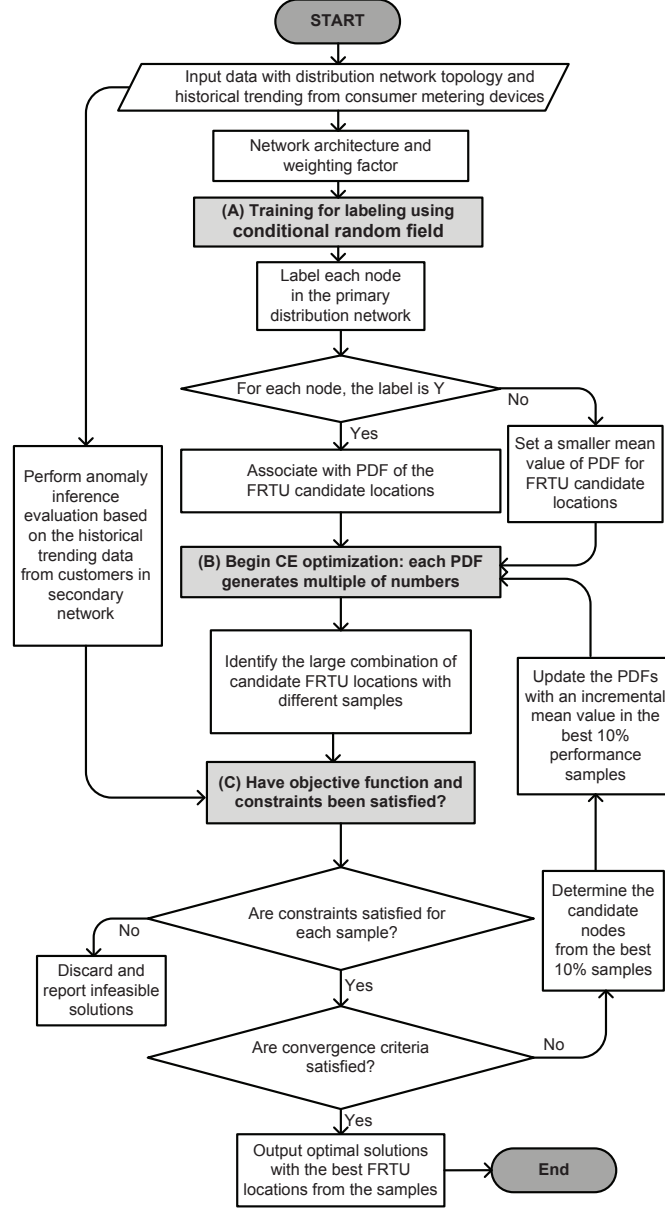 START
Input data with distribution network topology and
historical trending from consumer metering devices
Network architecture and
weighting factor
(A) Training for labeling using
conditional random field
Label each node
in the primary
distribution network
For each node, the label is Y
No
Yes
Set a smaller mean
value of PDF for
FRTU candidate
locations
Associate with PDF of the
FRTU candidate locations
Perform anomaly
inference
evaluation based
on the historical
trending data
from customers in
secondary
network
(B) Begin CE optimization: each PDF
generates multiple of numbers
Identify the large combination of
candidate FRTU locations with
different samples
Update the PDFs
with an incremental
mean value in the
best 10%
performance
samples
(C) Have objective function and
constraints been satisfied?
Are constraints satisfied for
each sample?
No
Yes
Discard and
report infeasible
solutions
Determine the
candidate
nodes
from the best
10% samples
Are convergence criteria
satisfied?
No
Yes
Output optimal solutions
with the best FRTU
locations from the samples
End